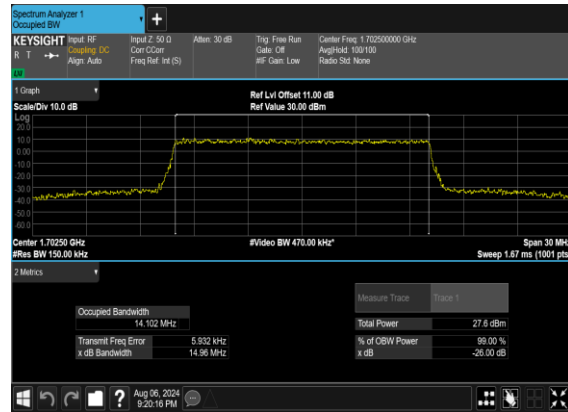 Spectrum Analyzer 1
Occupied BW
+
KEYSIGHT Input: RF Input Z: 50 Ω Atten: 30 dB Trig: Free Run Center Freq: 1.702500000 GHz
R T Coupling: DC Corr CCorr Gate: Off Avg|Hold: 100/100
Align: Auto Freq Ref: Int (S) #IF Gain: Low Radio Std: None
1 Graph
Ref Lvl Offset 11.00 dB
Scale/Div 10.0 dB Ref Value 30.00 dBm
Log
20.0
10.0
0.00
-10.0
-20.0
-30.0
-40.0
-50.0
-60.0
Center 1.70250 GHz #Video BW 470.00 kHz* Span 30 MHz
#Res BW 150.00 kHz Sweep 1.67 ms (1001 pts
2 Metrics
Measure Trace Trace 1
Occupied Bandwidth
14.102 MHz Total Power 27.6 dBm
Transmit Freq Error 5.932 kHz % of OBW Power 99.00 %
x dB Bandwidth 14.96 MHz x dB -26.00 dB
? Aug 06, 2024
9:20:16 PM